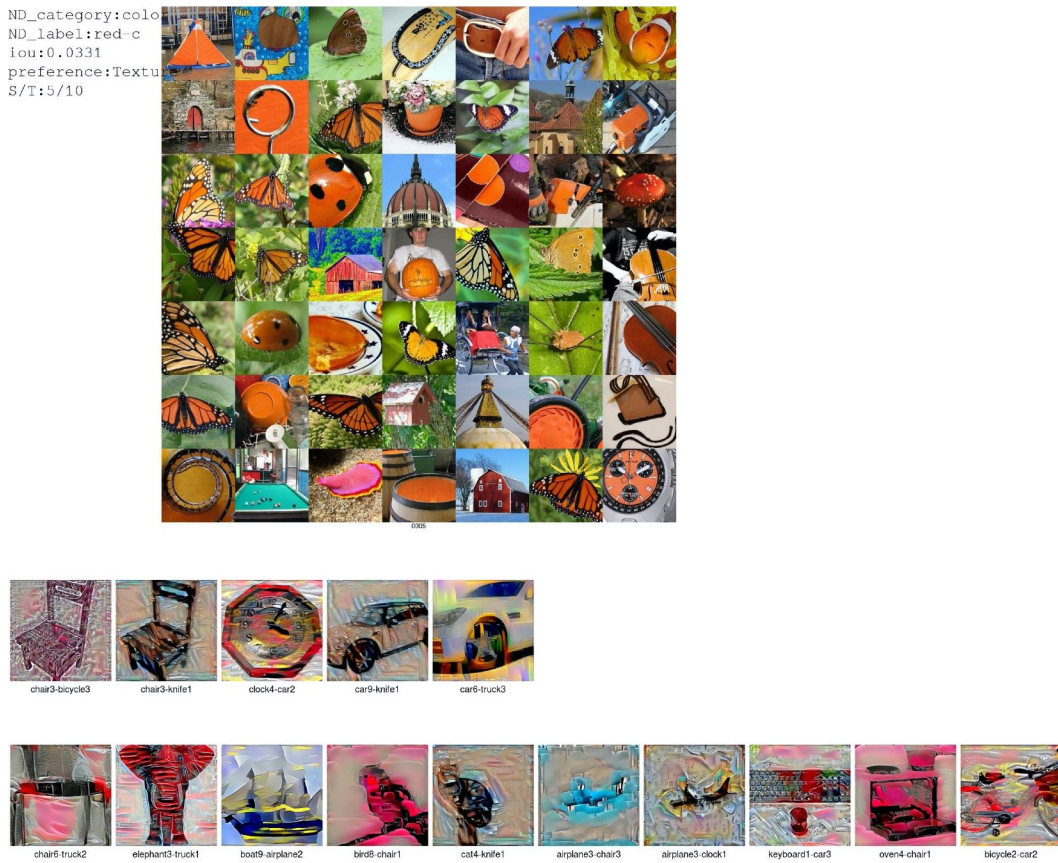 ND_category:colo
ND_label:red-c
iou:0.0331
preference:Textur
S/T:5/10
0005
chair3-bicycle3 chair3-knife1 clock4-car2 car9-knife1 car6-truck3
chair6-truck2 elephant3-truck1 boat9-airplane2 bird8-chair1 cat4-knife1 airplane3-chair3 airplane3-clock1 keyboard1-car3 oven4-chair1 bicycle2-car2